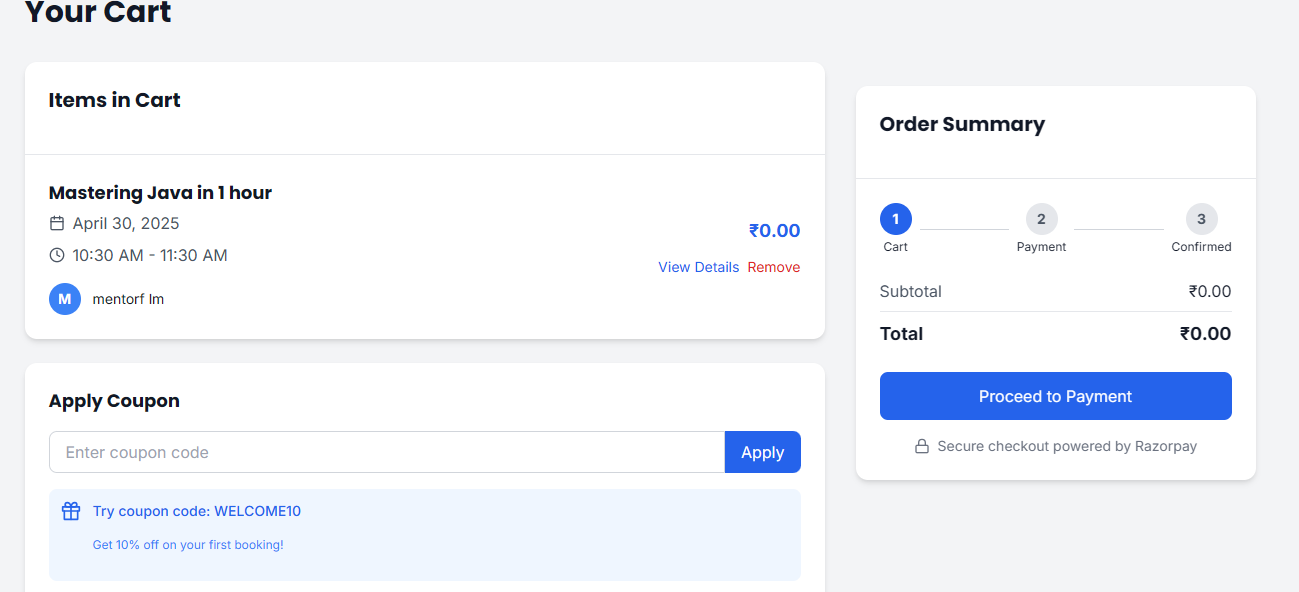 Your Cart
Items in Cart
Mastering Java in 1 hour
April 30, 2025
10:30 AM - 11:30 AM
M
mentorf lm
₹0.00
View Details Remove
Apply Coupon
Enter coupon code
Apply
Try coupon code: WELCOME10
Get 10% off on your first booking!
Order Summary
1 2 3
Cart Payment Confirmed
Subtotal ₹0.00
Total ₹0.00
Proceed to Payment
Secure checkout powered by Razorpay